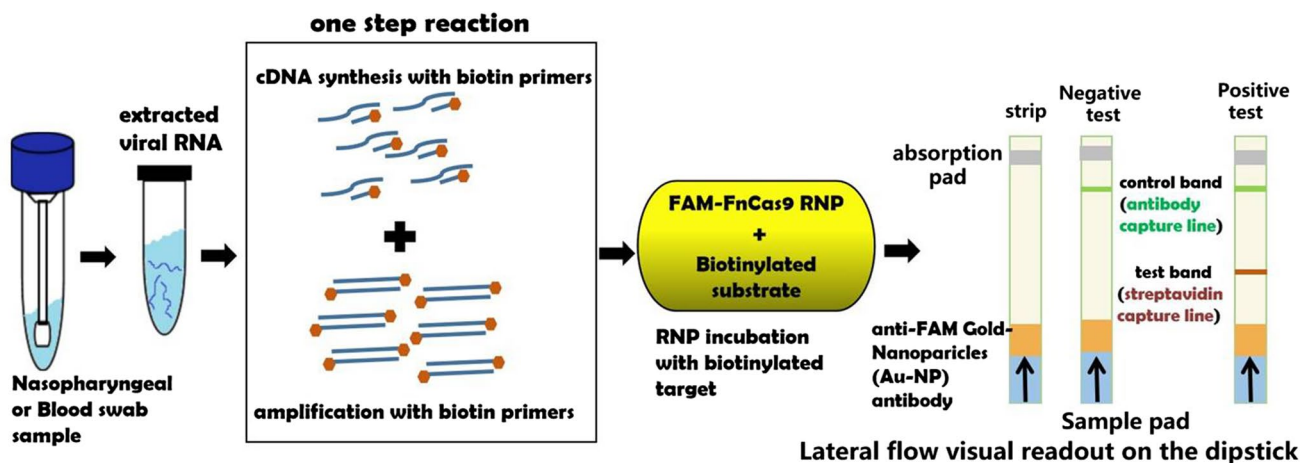 one step reaction
cDNA synthesis with biotin primers
extracted
viral RNA
Nasopharyngeal
or Blood swab
sample
amplification with biotin primers
FAM-FnCas9 RNP
+
Biotinylated
substrate
RNP incubation
with biotinylated
target
strip
Negative
test
Positive
test
absorption
pad
control band
(antibody
capture line)
test band
(streptavidin
capture line)
anti-FAM Gold-
Nanoparicles
(Au-NP)
antibody
Sample pad
Lateral flow visual readout on the dipstick